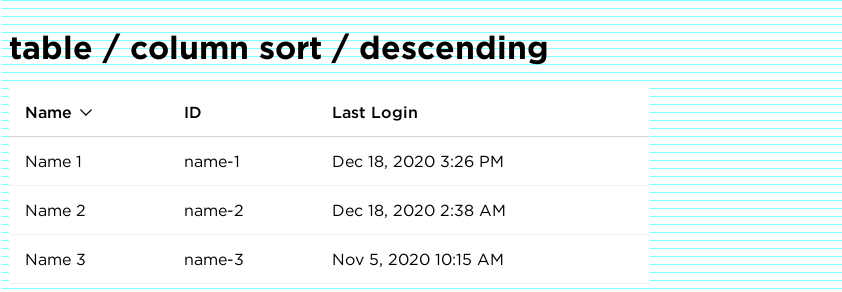 table / column sort / descending
Name ID Last Login
Name 1 name-1 Dec 18, 2020 3:26 PM
Name 2 name-2 Dec 18, 2020 2:38 AM
Name 3 name-3 Nov 5, 2020 10:15 AM